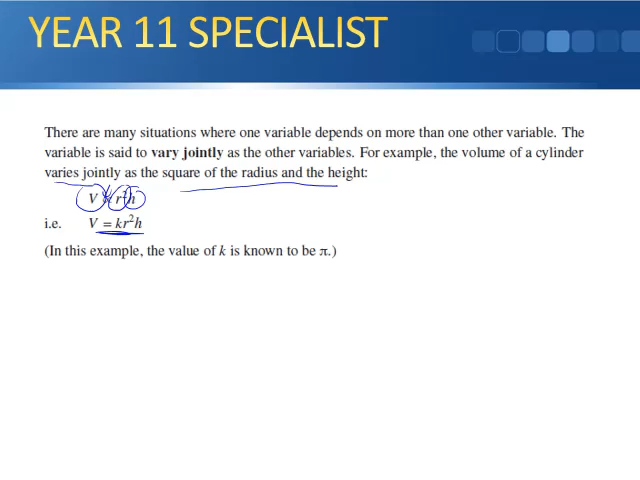 YEAR 11 SPECIALIST
There are many situations where one variable depends on more than one other variable. The
variable is said to vary jointly as the other variables. For example, the volume of a cylinder
varies jointly as the square of the radius and the height:
V ∝ r²h
i.e. V = kr²h
(In this example, the value of k is known to be π.)